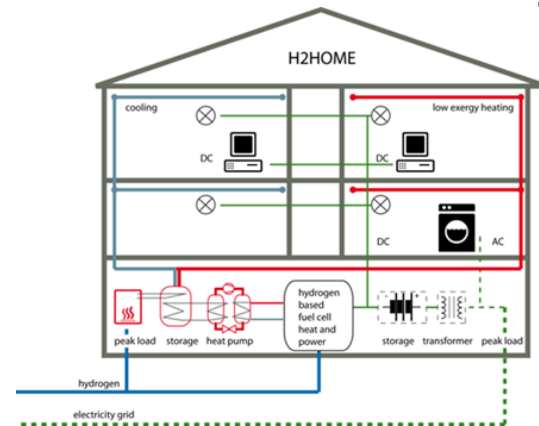 H2HOME
cooling
low exergy heating
DC
DC
DC
AC
hydrogen
based
fuel cell
heat and
power
- +
peak load
storage
heat pump
storage
transformer
peak load
hydrogen
electricity grid